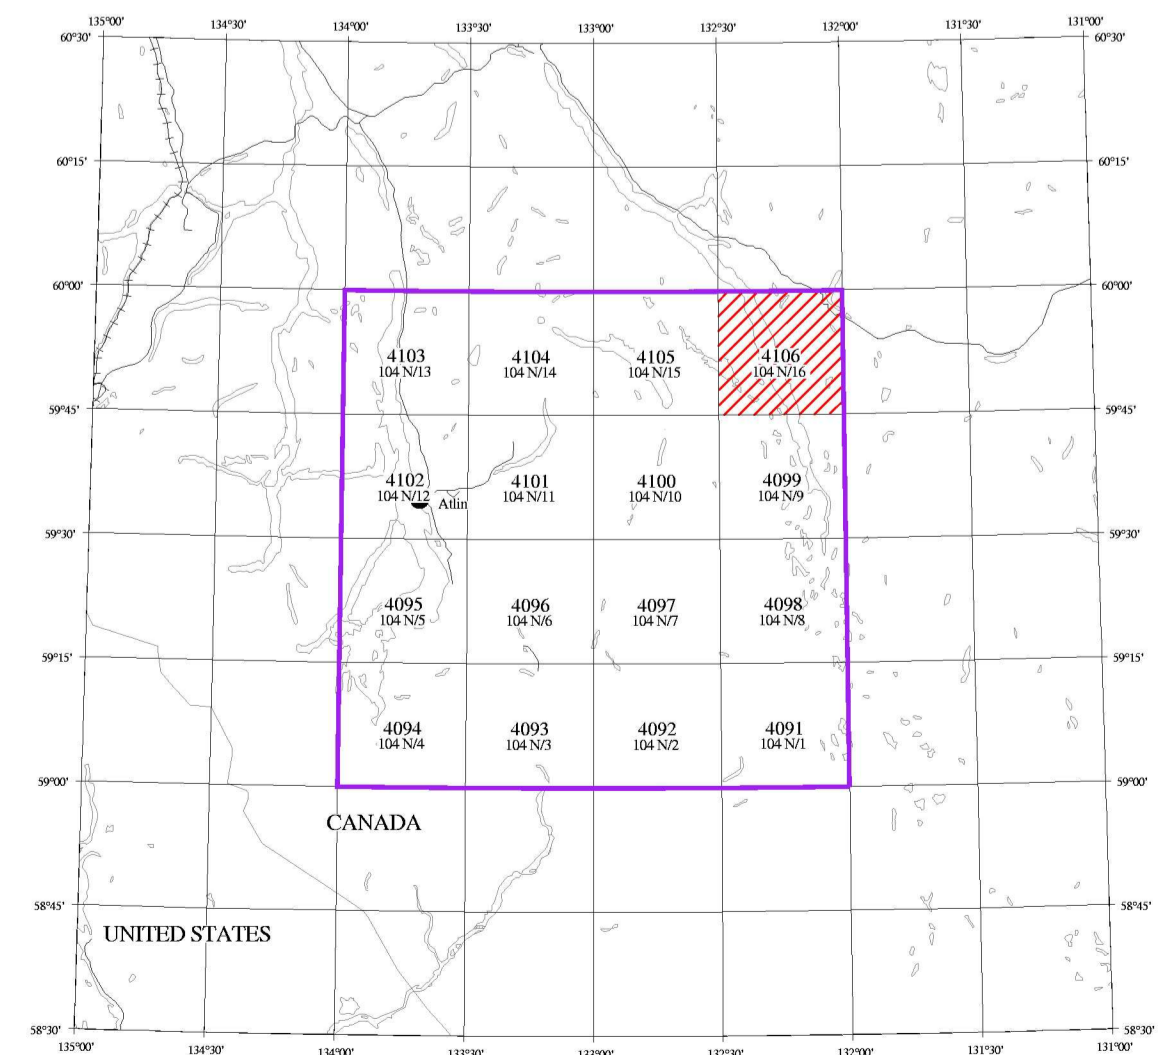 135°00' 134°30' 134°00' 133°30' 133°00' 132°30' 132°00' 131°30' 131°00'
60°30' 60°30'
60°15' 60°15'
60°00' 60°00'
4103 4104 4105 4106
104 N/13 104 N/14 104 N/15 104 N/16
59°45' 59°45'
4102 4101 4100 4099
104 N/12 104 N/11 104 N/10 104 N/9
Atlin
59°30' 59°30'
4095 4096 4097 4098
104 N/5 104 N/6 104 N/7 104 N/8
59°15' 59°15'
4094 4093 4092 4091
104 N/4 104 N/3 104 N/2 104 N/1
59°00' 59°00'
CANADA
58°45' 58°45'
UNITED STATES
58°30' 58°30'
135°00' 134°30' 134°00' 133°30' 133°00' 132°30' 132°00' 131°30' 131°00'